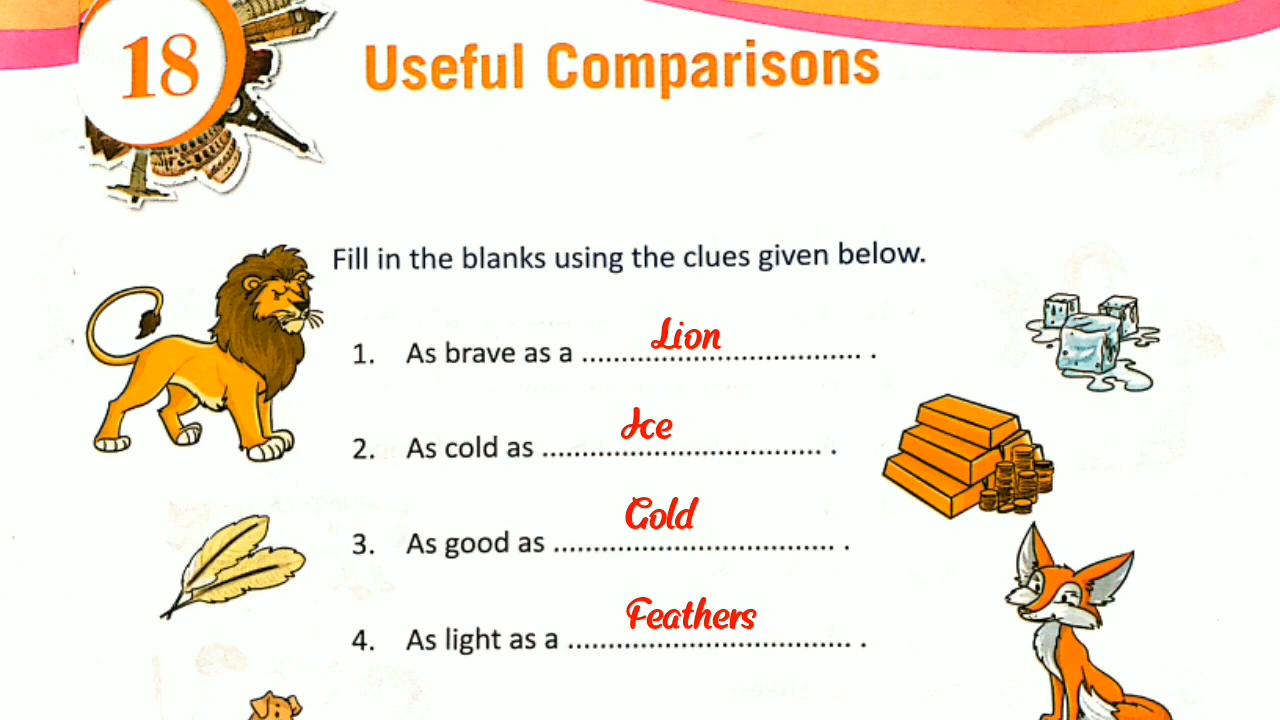 18
Useful Comparisons
Fill in the blanks using the clues given below.
1. As brave as a ..... Lion ..... .
2. As cold as ..... Ice ..... .
3. As good as ..... Gold ..... .
4. As light as a ..... Feathers ..... .